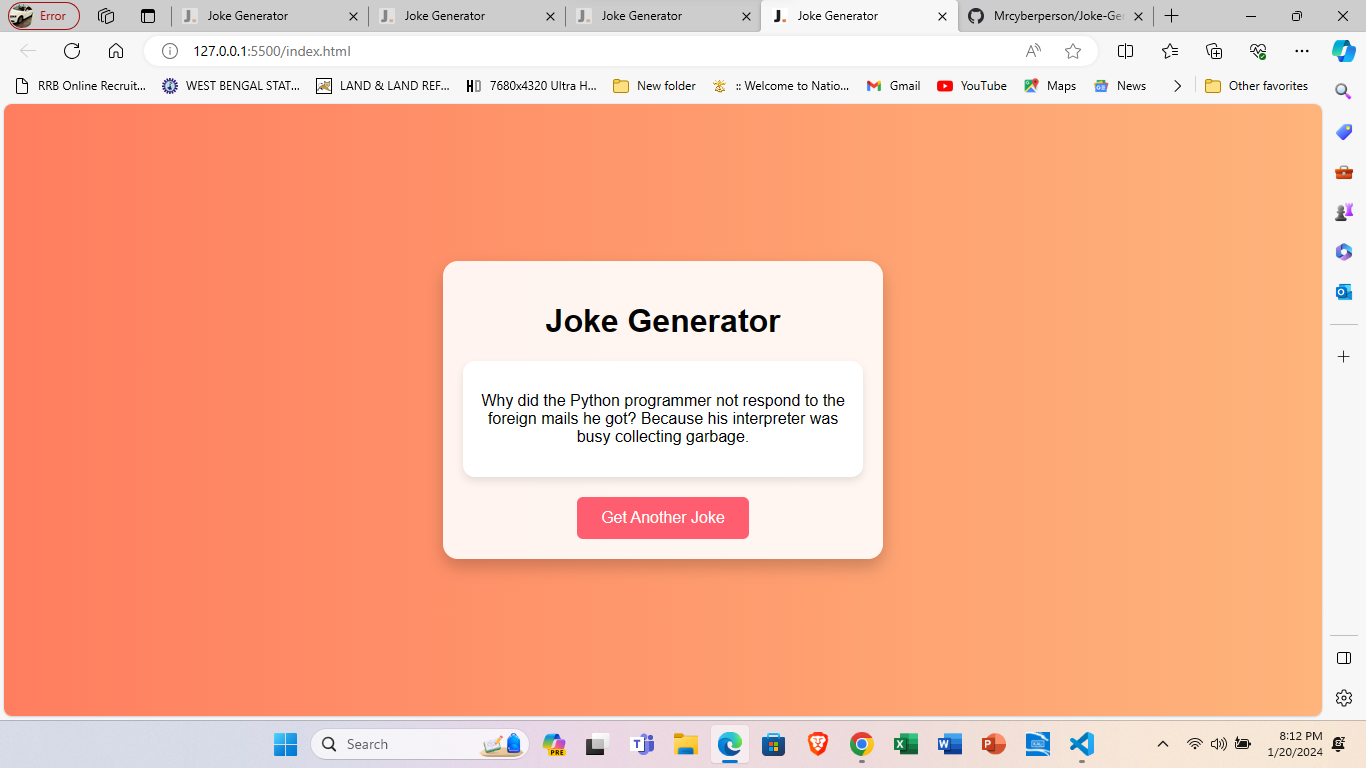 Error
Joke Generator
Joke Generator
Joke Generator
Joke Generator
Mrcyberperson/Joke-Ge
127.0.0.1:5500/index.html
RRB Online Recruit...
WEST BENGAL STAT...
LAND & LAND REF...
7680x4320 Ultra H...
New folder
:: Welcome to Natio...
Gmail
YouTube
Maps
News
Other favorites
Joke Generator
Why did the Python programmer not respond to the
foreign mails he got? Because his interpreter was
busy collecting garbage.
Get Another Joke
Search
PRE
8:12 PM
1/20/2024